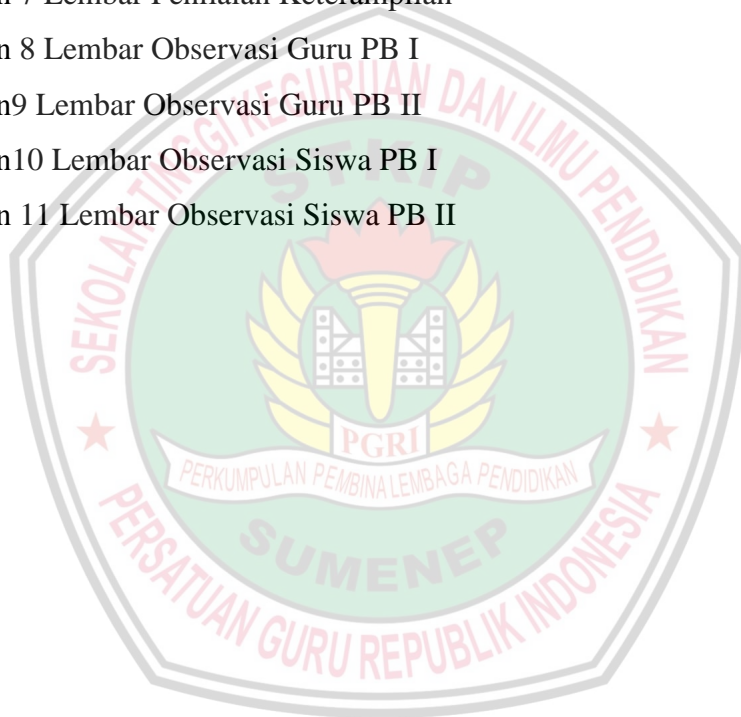 n 7 Lembar Penilaian Keterampilan
n 8 Lembar Observasi Guru PB I
n9 Lembar Observasi Guru PB II
n10 Lembar Observasi Siswa PB I
n 11 Lembar Observasi Siswa PB II
SEKOLAH TINGGI KEGURUAN DAN ILMU PENDIDIKAN
STKIP
PGRI
PERKUMPULAN PEMBINA LEMBAGA PENDIDIKAN
SUMENEP
PERSATUAN GURU REPUBLIK INDONESIA